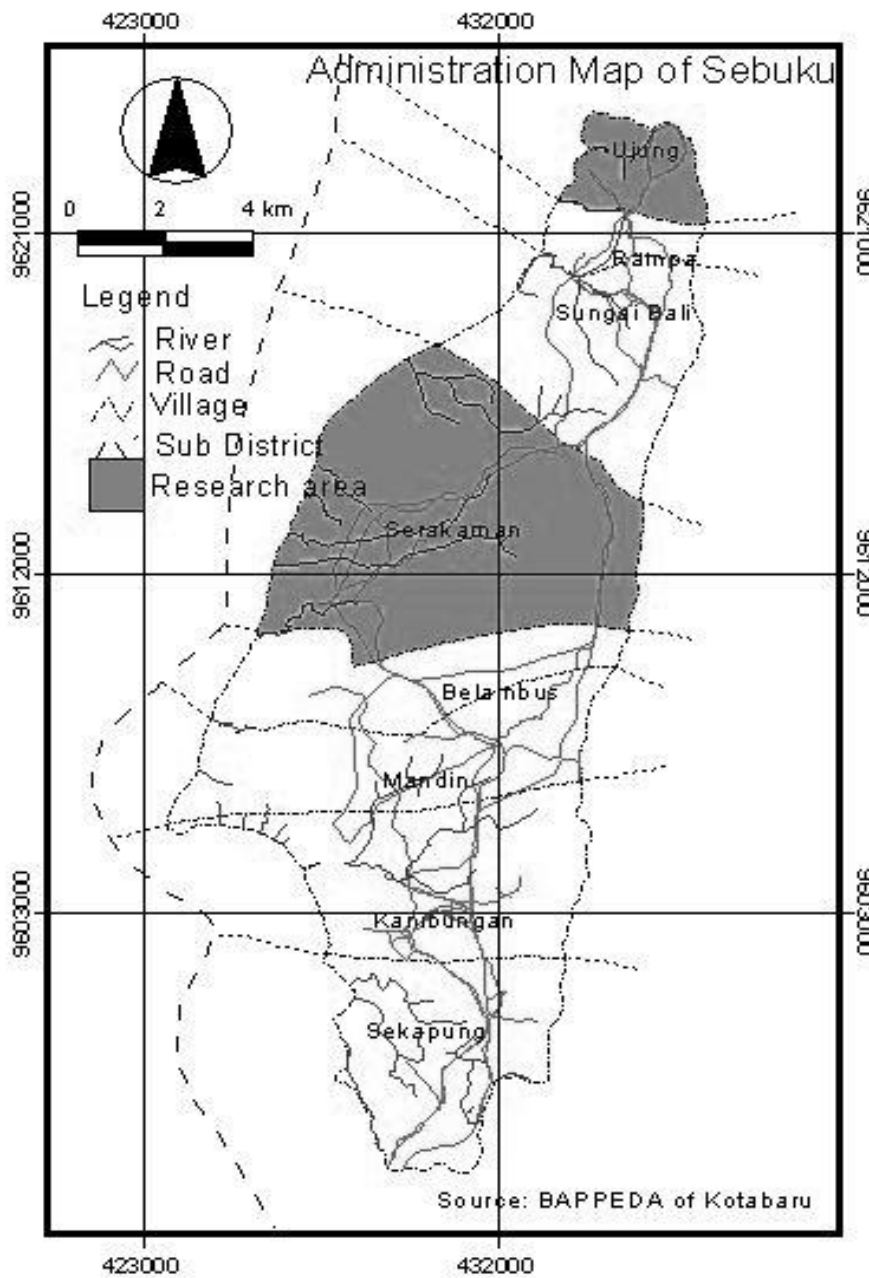 423000 432000
Administration Map of Sebuku
Ujung
0 2 4 km
9621000 9621000
Rampa
Legend
Sungai Bali
River
Road
Village
Sub District
Research area
Serakaman
9612000 9612000
Belambus
Mandin
9603000 9603000
Kanibungan
Sekapung
Source: BAPPEDA of Kotabaru
423000 432000